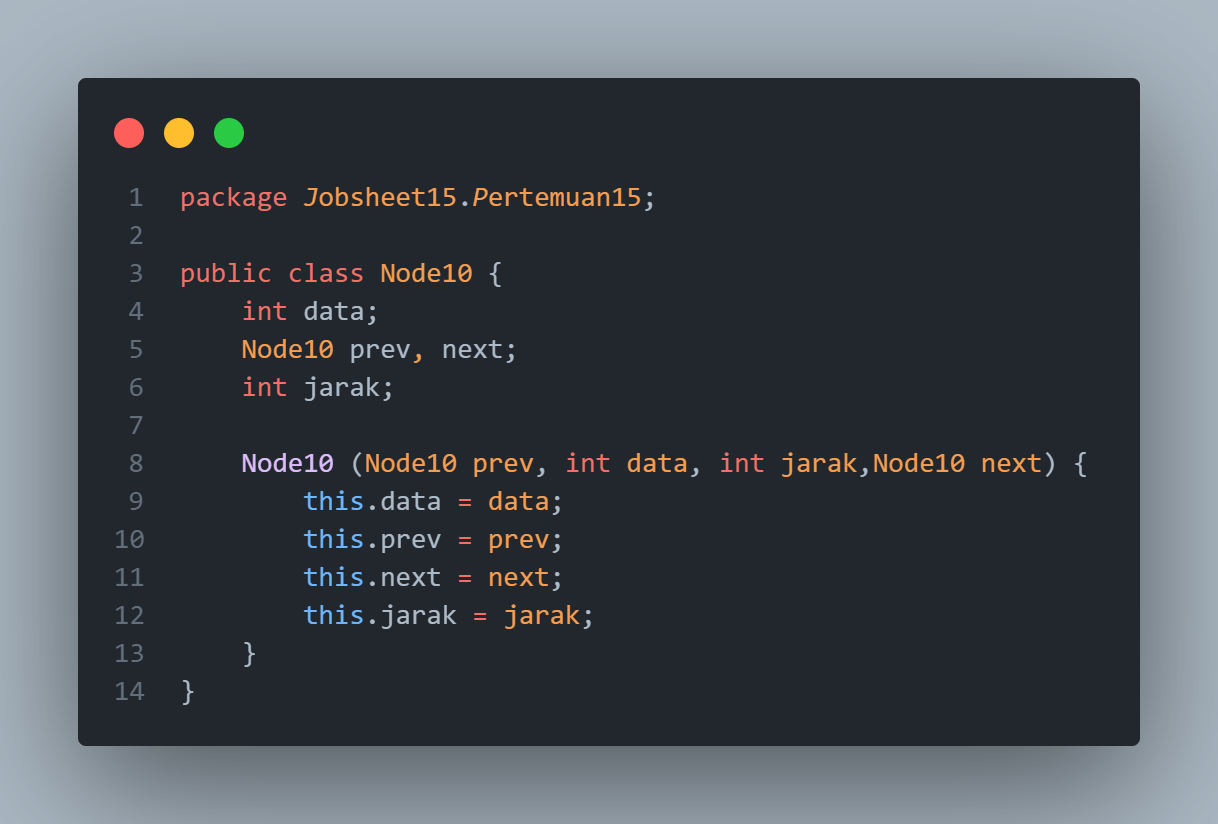 1 package Jobsheet15.Pertemuan15;
2
3 public class Node10 {
4     int data;
5     Node10 prev, next;
6     int jarak;
7
8     Node10 (Node10 prev, int data, int jarak,Node10 next) {
9         this.data = data;
10         this.prev = prev;
11         this.next = next;
12         this.jarak = jarak;
13     }
14 }